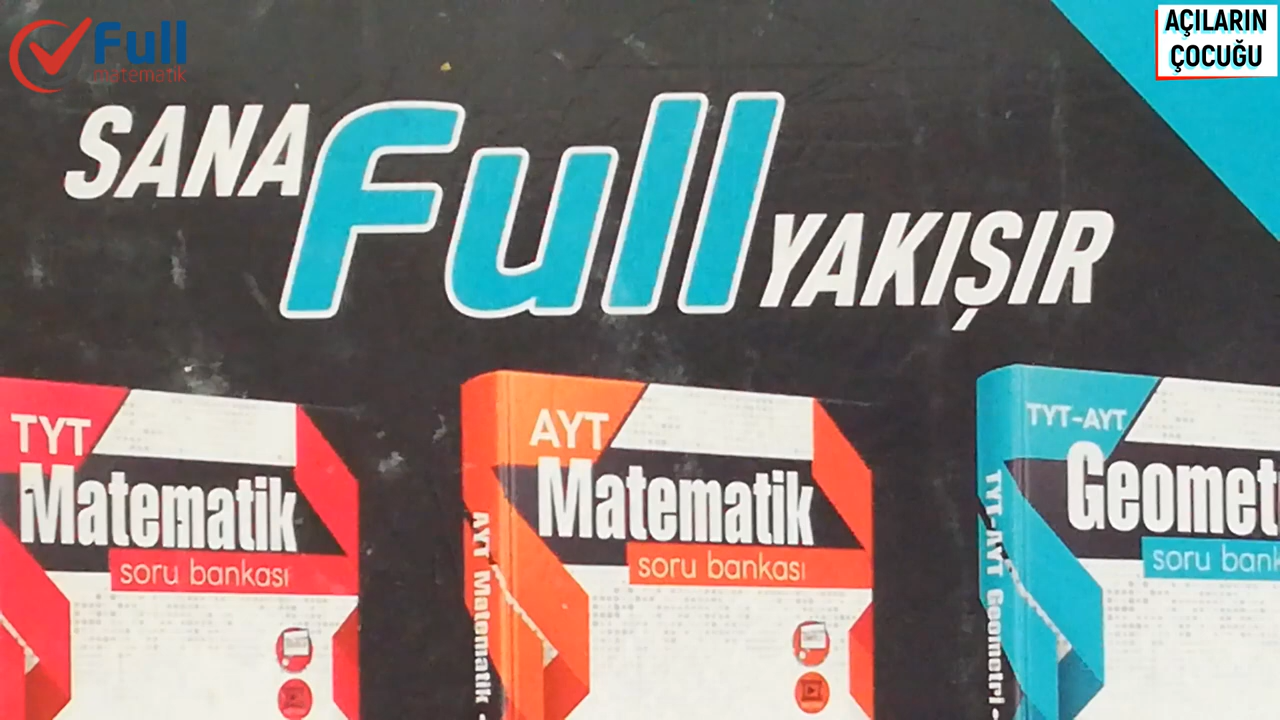 Full
matematik
AÇILARIN
ÇOCUĞU
SANA Full YAKIŞIR
TYT
Matematik
soru bankası
AYT
Matematik
soru bankası
AYT Matematik -
TYT-AYT
Geomet
soru bank
TYT-AYT Geometri -